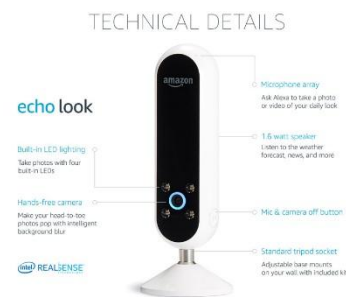 TECHNICAL DETAILS
amazon
echo look
Microphone array
Ask Alexa to take a photo
or video of your daily look
Built-in LED lighting
Take photos with four
built-in LEDs
1.6 watt speaker
Listen to the weather
forecast, news, and more
Hands-free camera
Make your head-to-toe
photos pop with intelligent
background blur
Mic & camera off button
Standard tripod socket
Adjustable base mounts
on your wall with included kit
intel REALSENSE